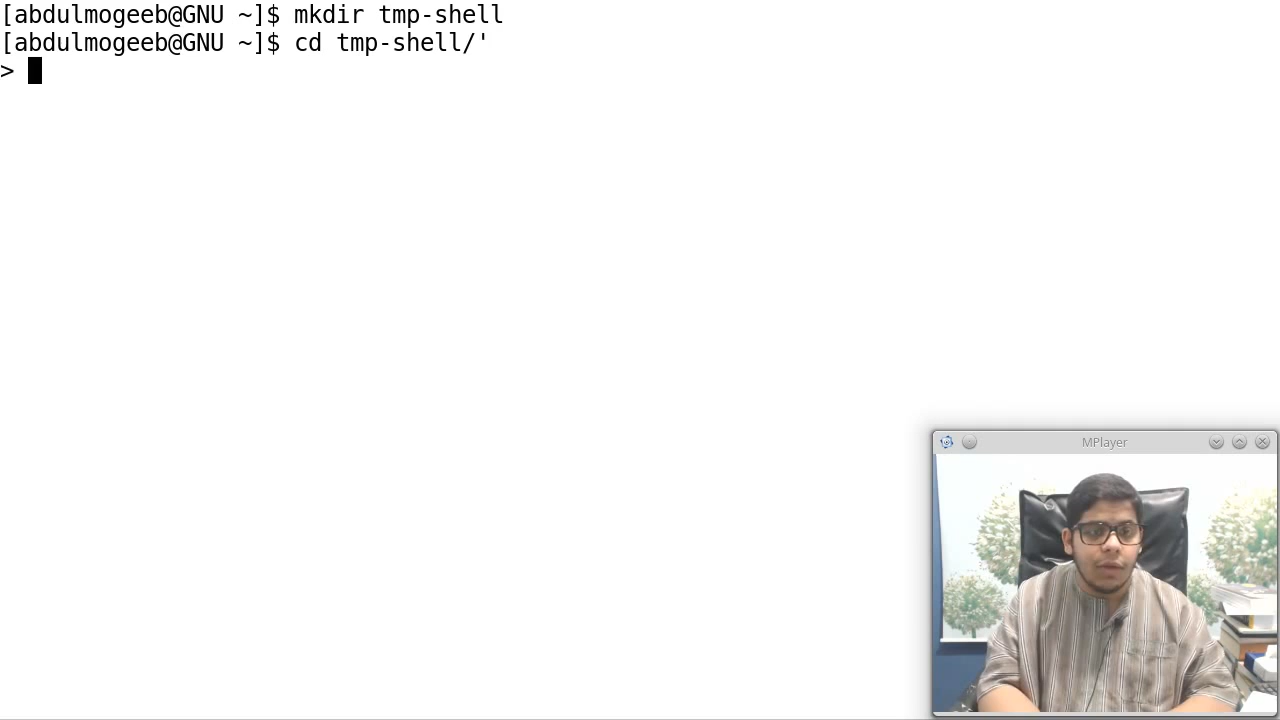 [abdulmogeeb@GNU ~]$ mkdir tmp-shell
[abdulmogeeb@GNU ~]$ cd tmp-shell/'
>
MPlayer